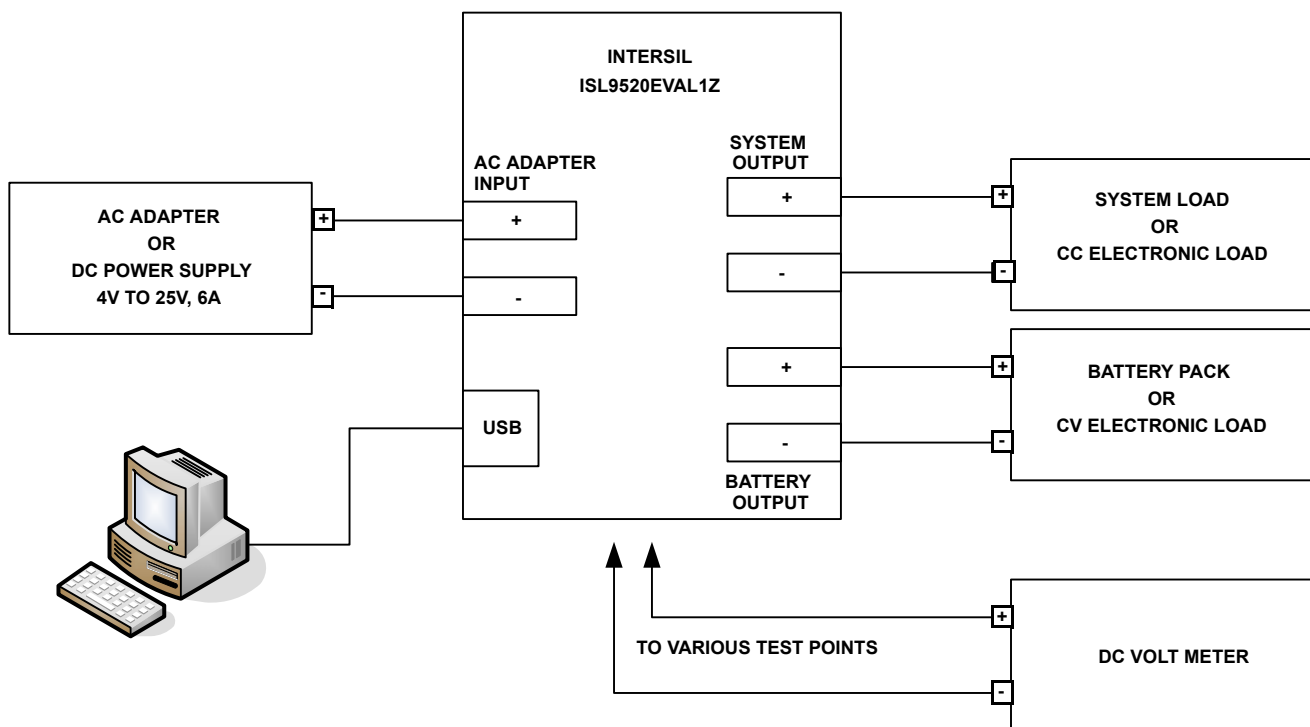 INTERSIL
ISL9520EVAL1Z
AC ADAPTER
INPUT
+
-
USB
SYSTEM
OUTPUT
+
-
+
-
BATTERY
OUTPUT
AC ADAPTER
OR
DC POWER SUPPLY
4V TO 25V, 6A
+
-
+
-
SYSTEM LOAD
OR
CC ELECTRONIC LOAD
+
-
BATTERY PACK
OR
CV ELECTRONIC LOAD
TO VARIOUS TEST POINTS
+
-
DC VOLT METER